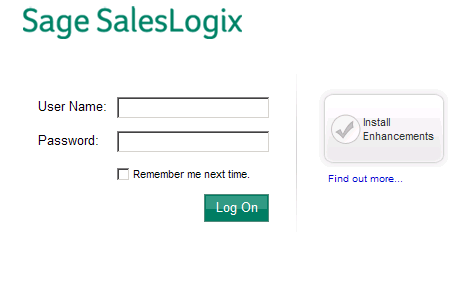 Sage SalesLogix
User Name:
Password:
Remember me next time.
Log On
Install
Enhancements
Find out more...